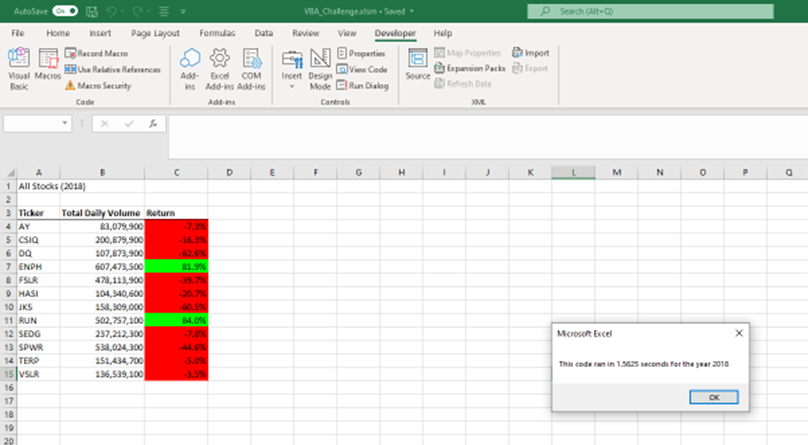 AutoSave On VBA_Challenge.xlsm • Saved Search (Alt+Q)
File Home Insert Page Layout Formulas Data Review View Developer Help
Visual Basic
Macros
Record Macro
Use Relative References
Macro Security
Code
Add-ins
Excel Add-ins
COM Add-ins
Add-ins
Insert
Design Mode
Properties
View Code
Run Dialog
Controls
Source
Map Properties
Expansion Packs
Refresh Data
Import
Export
XML
fx
A B C D E F G H I J K L M N O P Q
1 All Stocks (2018)
2
3 Ticker Total Daily Volume Return
4 AY 83,079,900 -7.3%
5 CSIQ 200,879,900 -16.3%
6 DQ 107,873,900 -62.6%
7 ENPH 607,473,500 81.9%
8 FSLR 478,113,900 -39.7%
9 HASI 104,340,600 -20.7%
10 JKS 158,309,000 -60.5%
11 RUN 502,757,100 84.0%
12 SEDG 237,212,300 -7.8%
13 SPWR 538,024,300 -44.6%
14 TERP 151,434,700 -5.0%
15 VSLR 136,539,100 -3.5%
16
17
18
19
20
Microsoft Excel
This code ran in 1.5625 seconds for the year 2018
OK